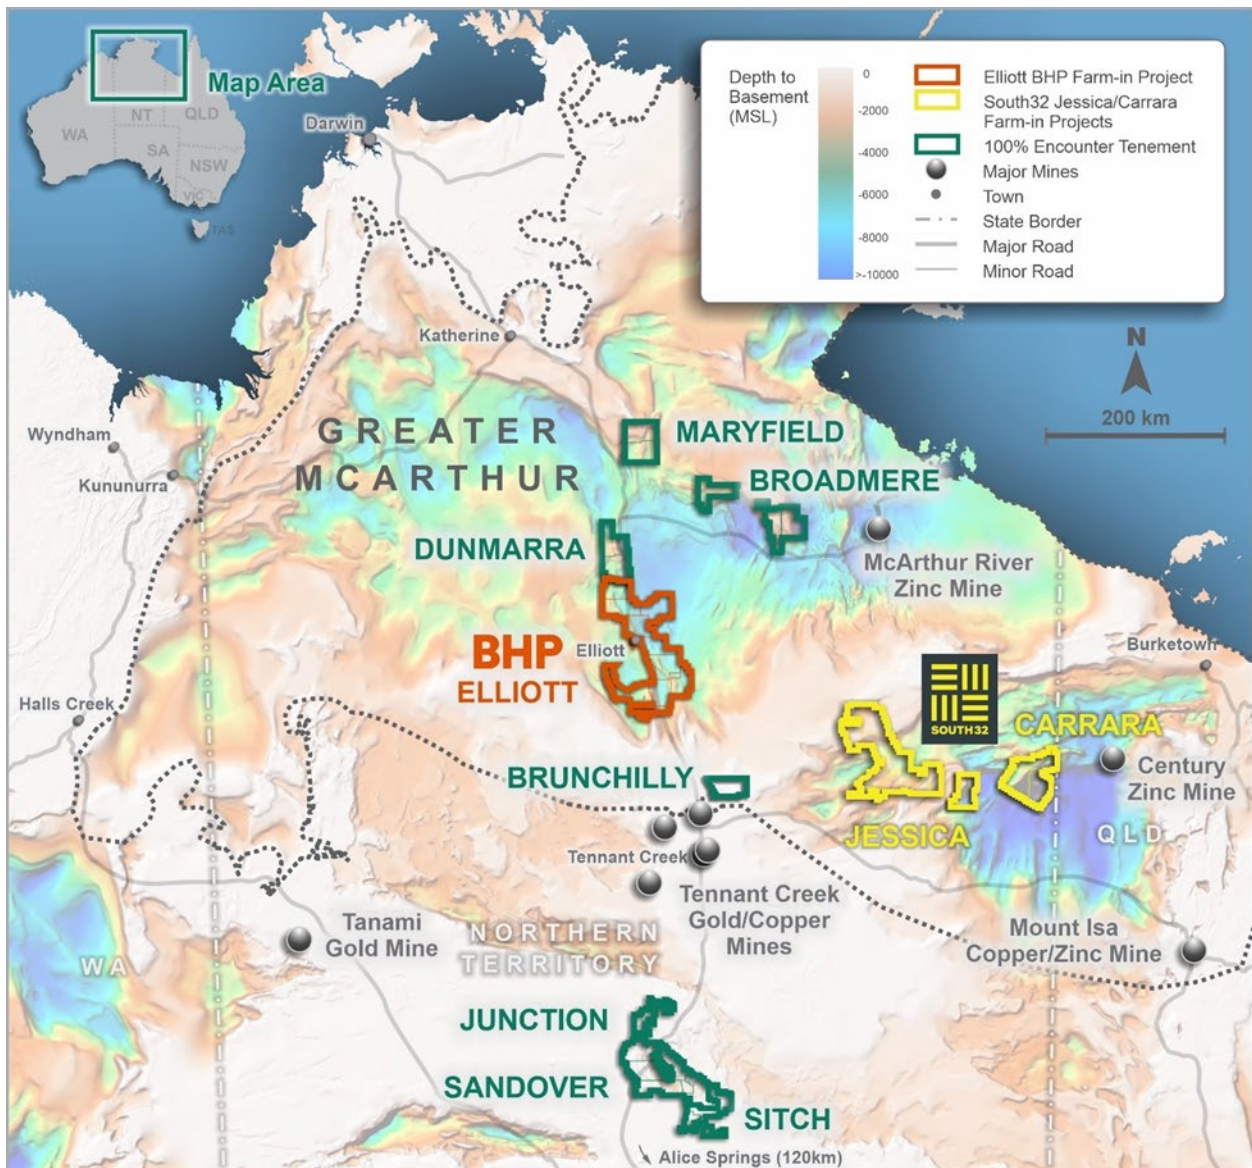 Map Area
WA
NT
QLD
SA
NSW
VIC
TAS
Depth to
Basement
(MSL)
0
-2000
-4000
-6000
-8000
>-10000
Elliott BHP Farm-in Project
South32 Jessica/Carrara
Farm-in Projects
100% Encounter Tenement
Major Mines
Town
State Border
Major Road
Minor Road
Darwin
Katherine
N
200 km
Wyndham
Kununurra
GREATER
MCARTHUR
MARYFIELD
BROADMERE
DUNMARRA
McArthur River
Zinc Mine
BHP
ELLIOTT
Elliott
Burketown
Halls Creek
SOUTH32
CARRARA
Century
Zinc Mine
BRUNCHILLY
JESSICA
QLD
Tennant Creek
Tennant Creek
Gold/Copper
Mines
Tanami
Gold Mine
NORTHERN
TERRITORY
Mount Isa
Copper/Zinc Mine
WA
JUNCTION
SANDOVER
SITCH
Alice Springs (120km)